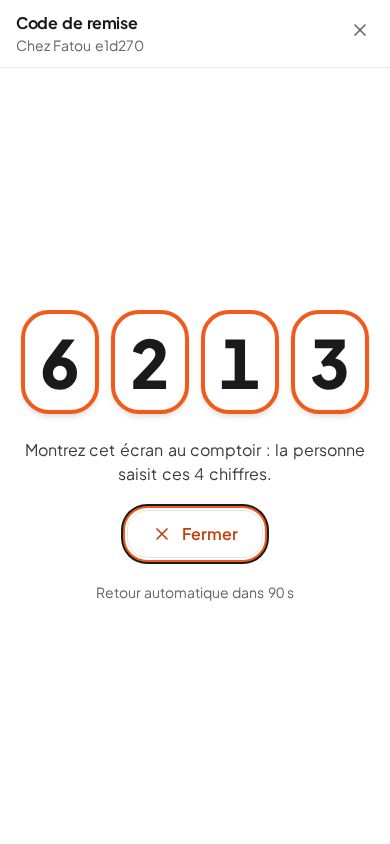 Code de remise
Chez Fatou e1d270
6 2 1 3
Montrez cet écran au comptoir : la personne
saisit ces 4 chiffres.
Fermer
Retour automatique dans 90 s